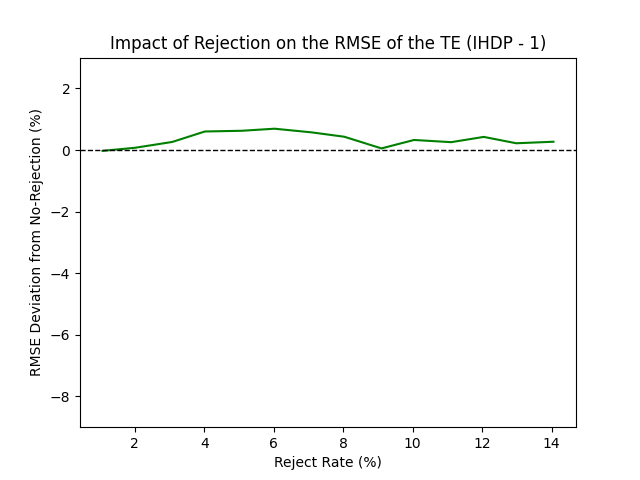 Impact of Rejection on the RMSE of the TE (IHDP - 1)
RMSE Deviation from No-Rejection (%)
2
0
−2
−4
−6
−8
2 4 6 8 10 12 14
Reject Rate (%)